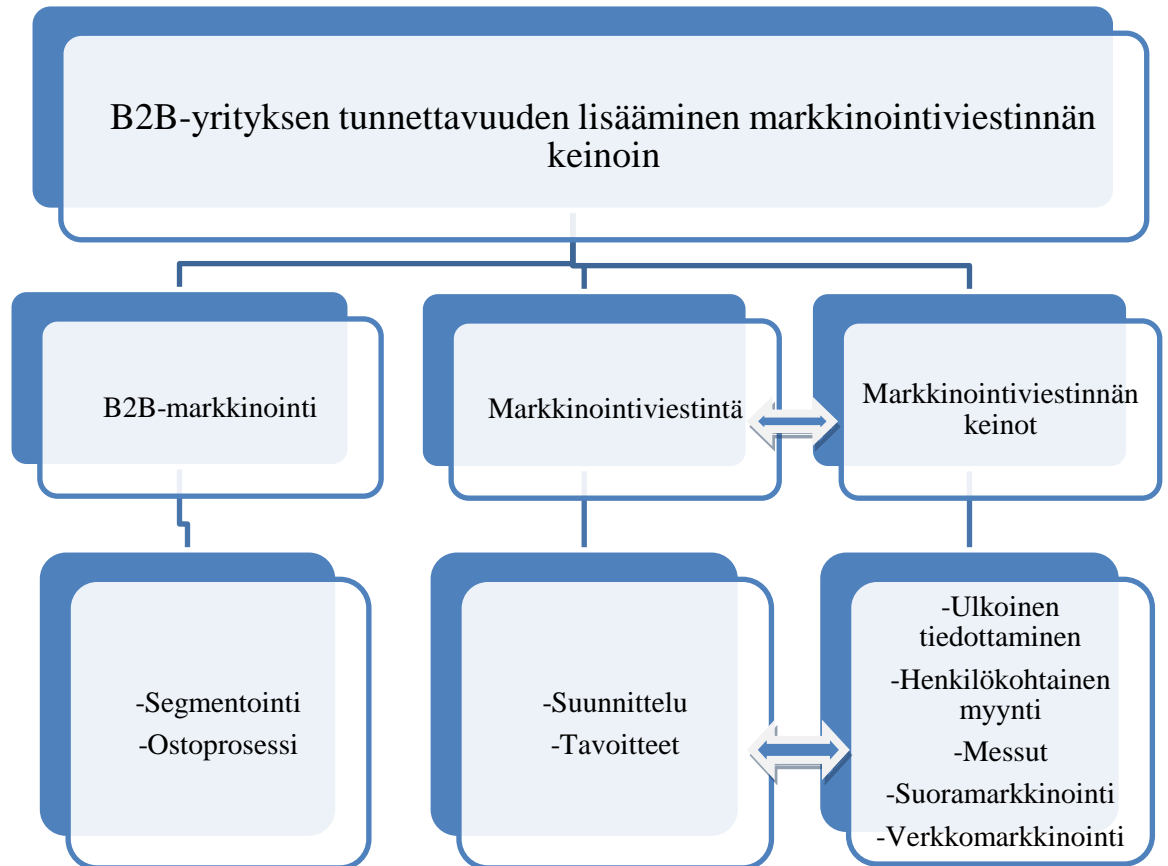 B2B-yrityksen tunnettavuuden lisääminen markkinointiviestinnän
keinoin
B2B-markkinointi
Markkinointiviestintä
Markkinointiviestinnän
keinot
-Segmentointi
-Ostoprosessi
-Suunnittelu
-Tavoitteet
-Ulkoinen
tiedottaminen
-Henkilökohtainen
myynti
-Messut
-Suoramarkkinointi
-Verkkomarkkinointi